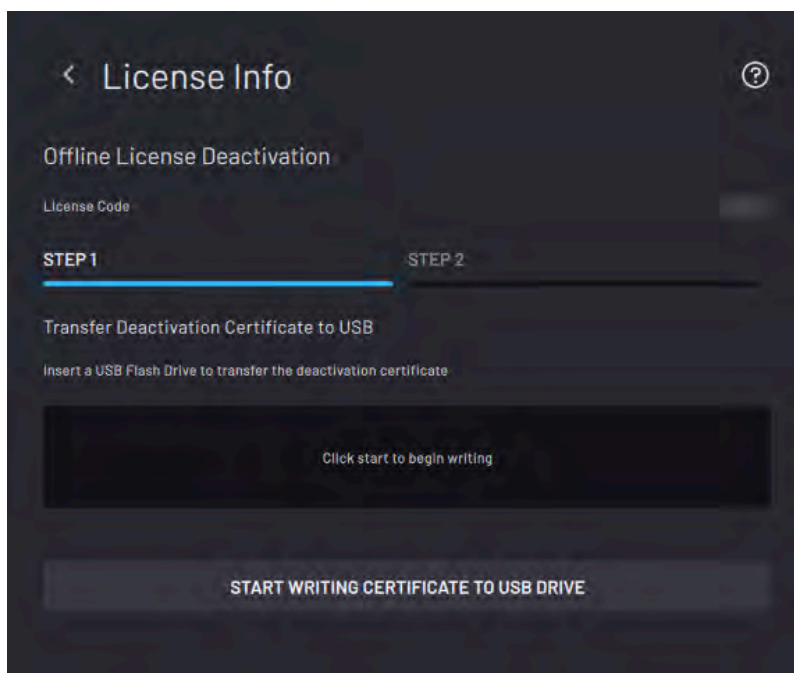 License Info
Offline License Deactivation
License Code
STEP 1 STEP 2
Transfer Deactivation Certificate to USB
Insert a USB Flash Drive to transfer the deactivation certificate
Click start to begin writing
START WRITING CERTIFICATE TO USB DRIVE